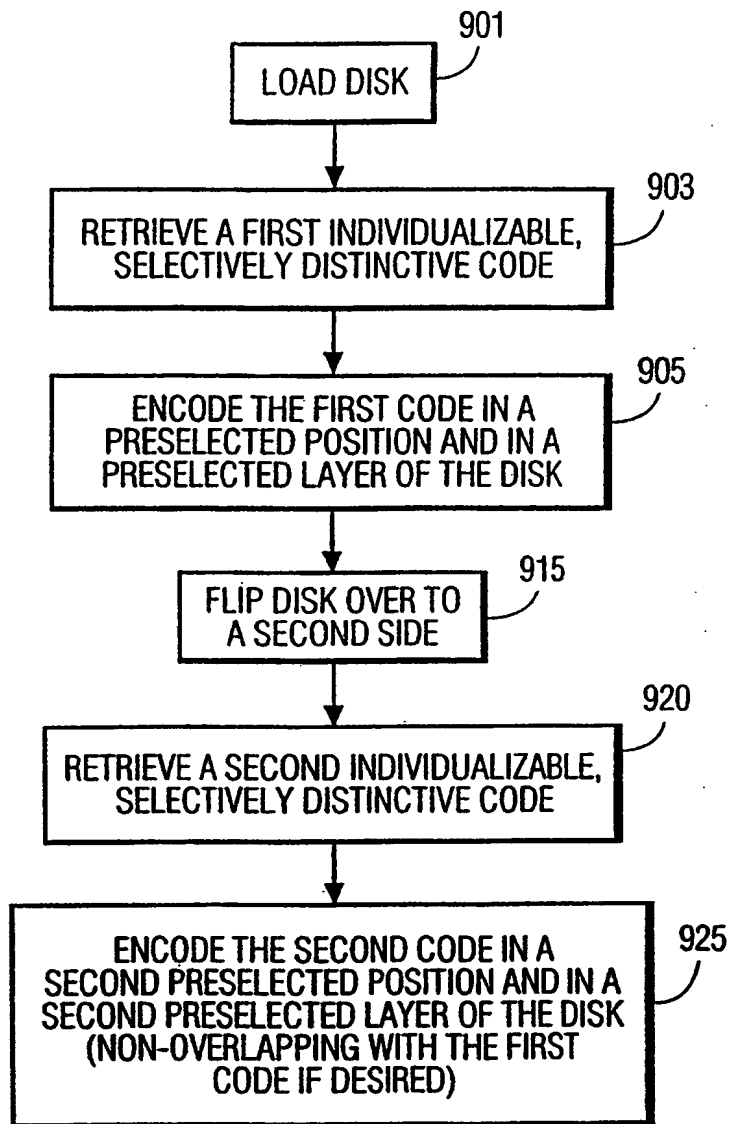 901
LOAD DISK
903
RETRIEVE A FIRST INDIVIDUALIZABLE,
SELECTIVELY DISTINCTIVE CODE
905
ENCODE THE FIRST CODE IN A
PRESELECTED POSITION AND IN A
PRESELECTED LAYER OF THE DISK
915
FLIP DISK OVER TO
A SECOND SIDE
920
RETRIEVE A SECOND INDIVIDUALIZABLE,
SELECTIVELY DISTINCTIVE CODE
925
ENCODE THE SECOND CODE IN A
SECOND PRESELECTED POSITION AND IN A
SECOND PRESELECTED LAYER OF THE DISK
(NON-OVERLAPPING WITH THE FIRST
CODE IF DESIRED)